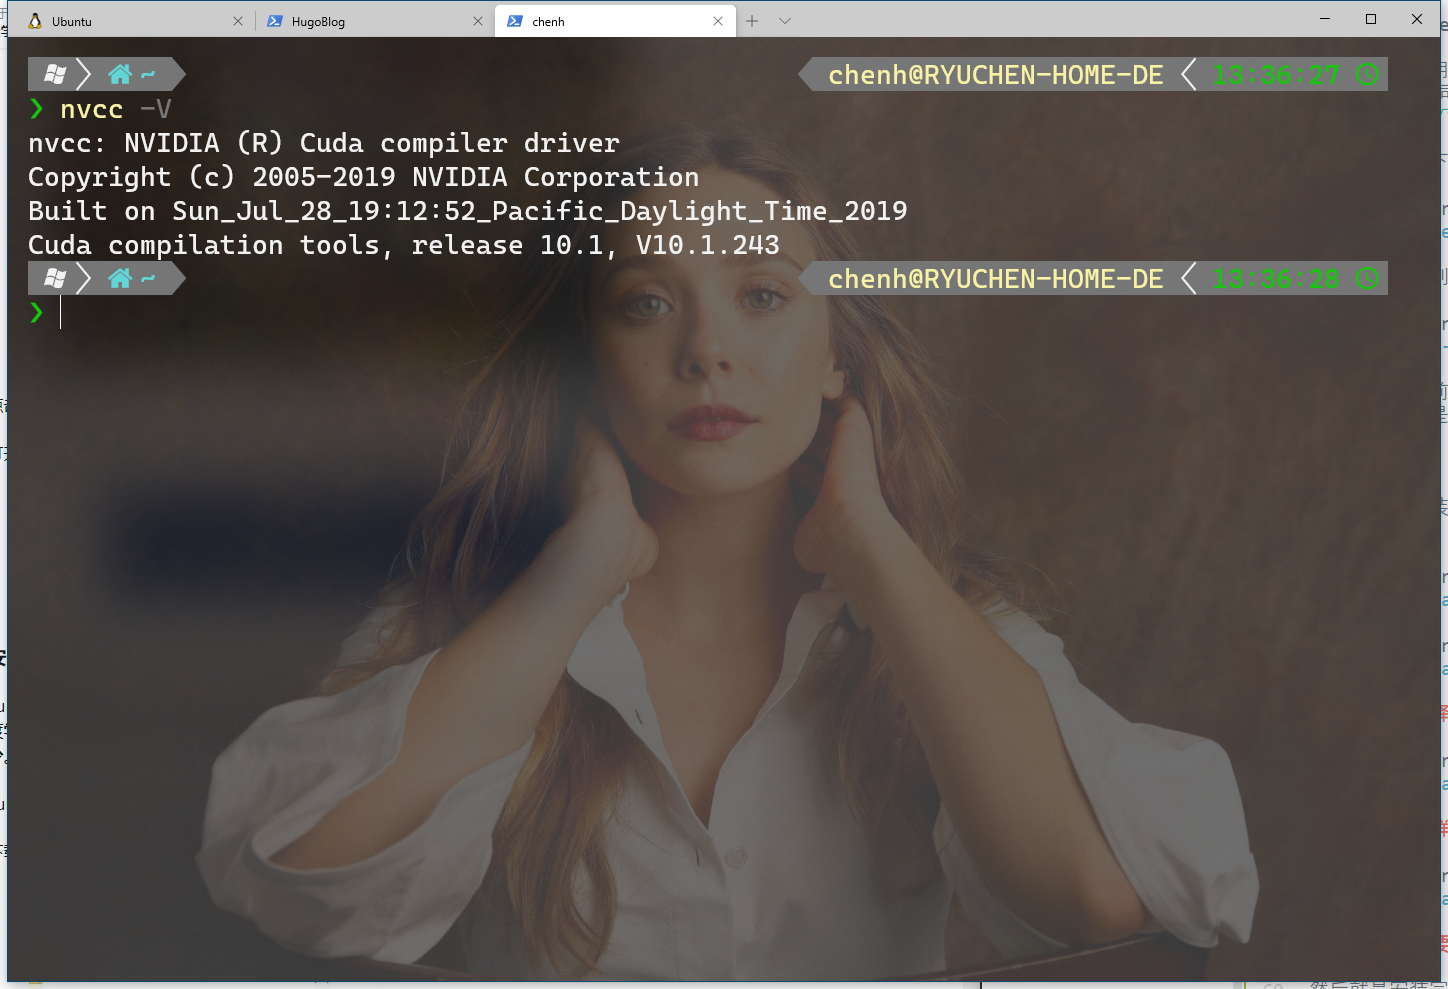 Ubuntu
HugoBlog
chenh
~ chenh@RYUCHEN-HOME-DE 13:36:27
❯ nvcc -V
nvcc: NVIDIA (R) Cuda compiler driver
Copyright (c) 2005-2019 NVIDIA Corporation
Built on Sun_Jul_28_19:12:52_Pacific_Daylight_Time_2019
Cuda compilation tools, release 10.1, V10.1.243
~ chenh@RYUCHEN-HOME-DE 13:36:28
❯